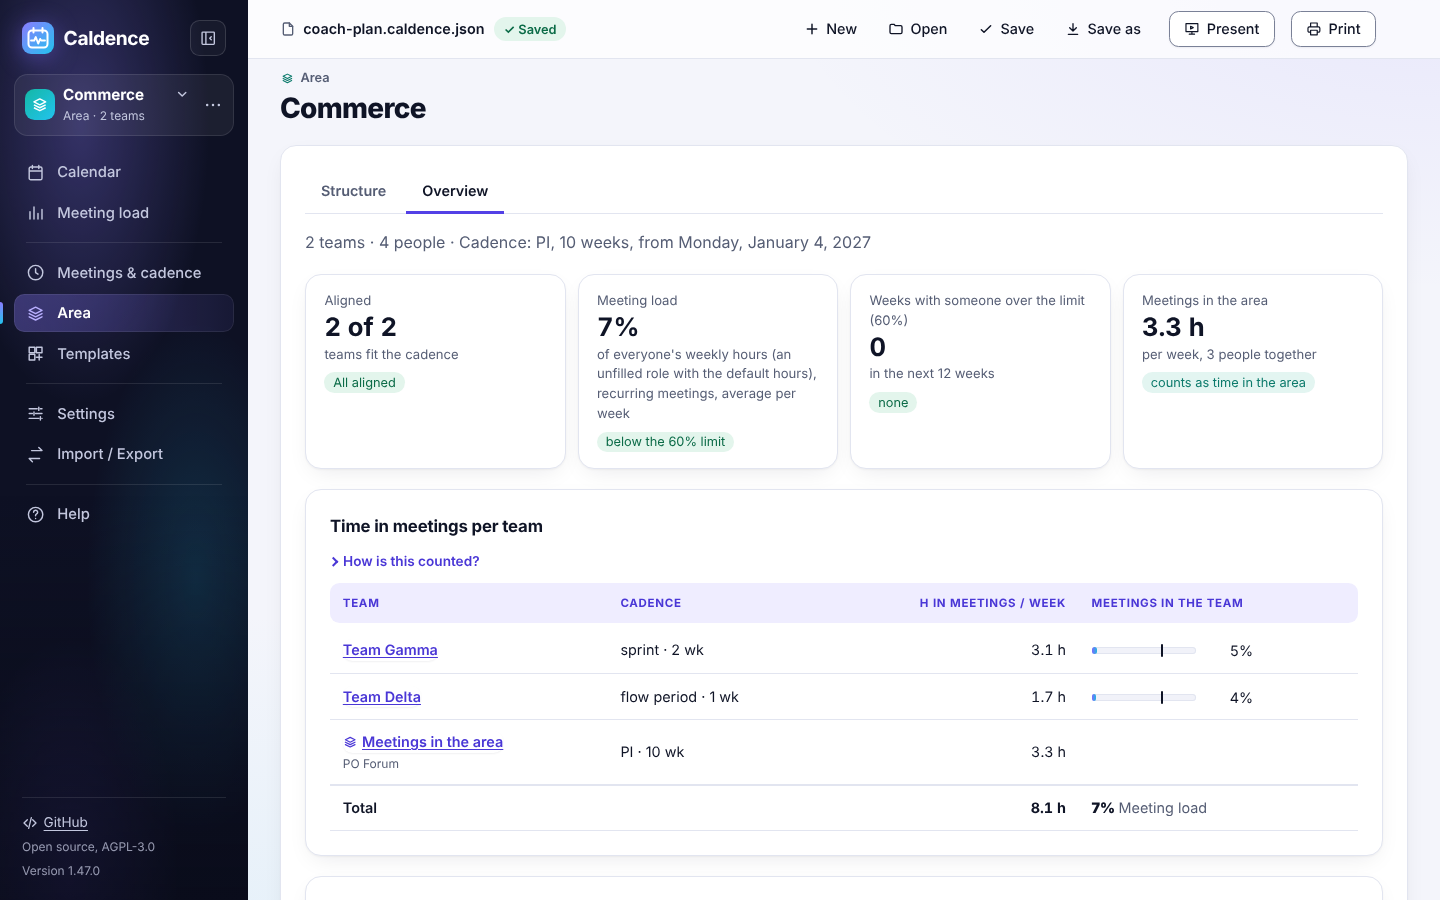 Caldence
Commerce
Area · 2 teams
Calendar
Meeting load
Meetings & cadence
Area
Templates
Settings
Import / Export
Help
GitHub
Open source, AGPL-3.0
Version 1.47.0
coach-plan.caldence.json
Saved
New
Open
Save
Save as
Present
Print
Area
Commerce
Structure
Overview
2 teams · 4 people · Cadence: PI, 10 weeks, from Monday, January 4, 2027
Aligned
2 of 2
teams fit the cadence
All aligned
Meeting load
7%
of everyone's weekly hours (an
unfilled role with the default hours),
recurring meetings, average per
week
below the 60% limit
Weeks with someone over the limit
(60%)
0
in the next 12 weeks
none
Meetings in the area
3.3 h
per week, 3 people together
counts as time in the area
Time in meetings per team
How is this counted?
TEAM CADENCE H IN MEETINGS / WEEK MEETINGS IN THE TEAM
Team Gamma sprint · 2 wk 3.1 h 5%
Team Delta flow period · 1 wk 1.7 h 4%
Meetings in the area PI · 10 wk 3.3 h
PO Forum
Total 8.1 h 7% Meeting load